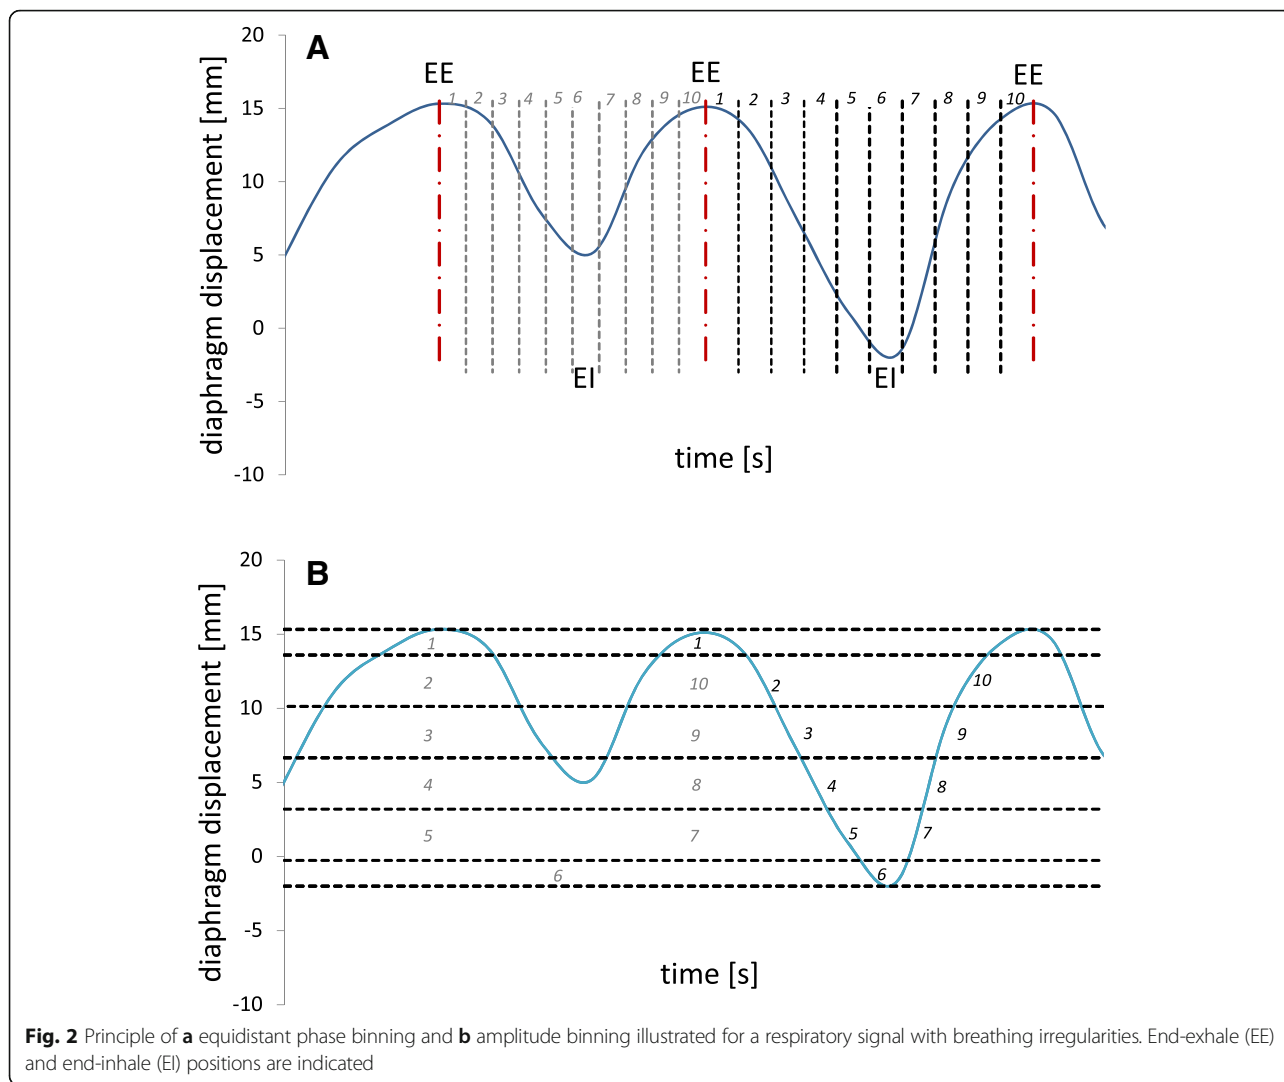 A
20
15
10
5
0
-5
-10
diaphragm displacement [mm]
EE
EE
EE
1 2 3 4 5 6 7 8 9 10 1 2 3 4 5 6 7 8 9 10
EI
EI
time [s]
B
20
15
10
5
0
-5
-10
diaphragm displacement [mm]
1 1
2 10 2 10
3 9 3 9
4 8 4 8
5 7 5 7
6 6
time [s]
Fig. 2 Principle of a equidistant phase binning and b amplitude binning illustrated for a respiratory signal with breathing irregularities. End-exhale (EE)
and end-inhale (EI) positions are indicated